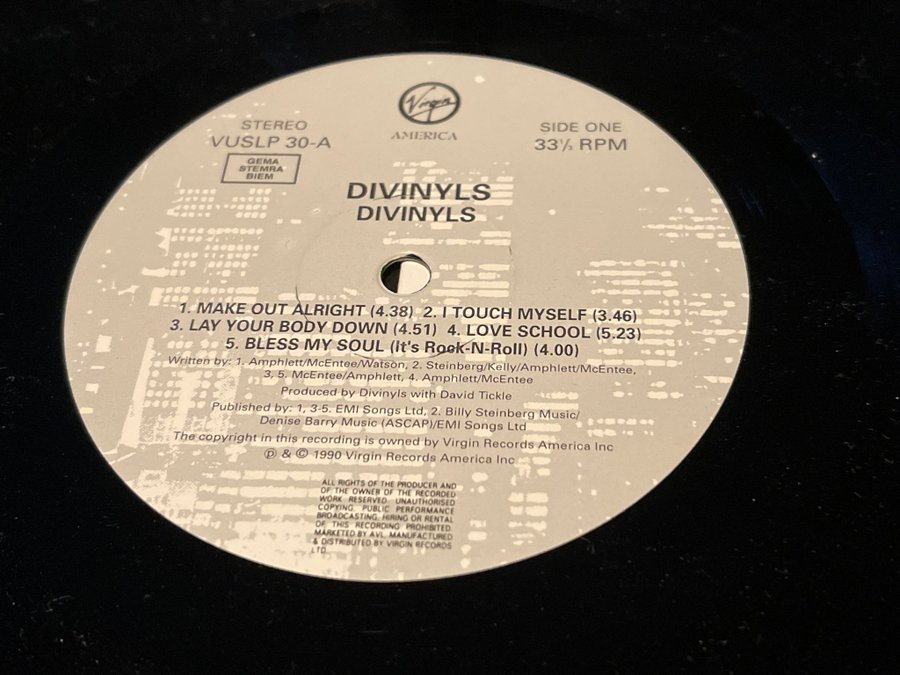 Virgin
AMERICA
STEREO
VUSLP 30-A
GEMA
STEMRA
BIEM
SIDE ONE
33⅓ RPM
DIVINYLS
DIVINYLS
1. MAKE OUT ALRIGHT (4.38) 2. I TOUCH MYSELF (3.46)
3. LAY YOUR BODY DOWN (4.51) 4. LOVE SCHOOL (5.23)
5. BLESS MY SOUL (It's Rock-N-Roll) (4.00)
Written by: 1. Amphlett/McEntee/Watson, 2. Steinberg/Kelly/Amphlett/McEntee,
3, 5. McEntee/Amphlett, 4. Amphlett/McEntee
Produced by Divinyls with David Tickle
Published by: 1, 3-5. EMI Songs Ltd, 2. Billy Steinberg Music/
Denise Barry Music (ASCAP)/EMI Songs Ltd
The copyright in this recording is owned by Virgin Records America Inc
℗ & © 1990 Virgin Records America Inc
ALL RIGHTS OF THE PRODUCER AND
OF THE OWNER OF THE RECORDED
WORK RESERVED. UNAUTHORISED
COPYING, PUBLIC PERFORMANCE
BROADCASTING, HIRING OR RENTAL
OF THIS RECORDING PROHIBITED.
MARKETED BY AVL. MANUFACTURED
& DISTRIBUTED BY VIRGIN RECORDS
LTD.